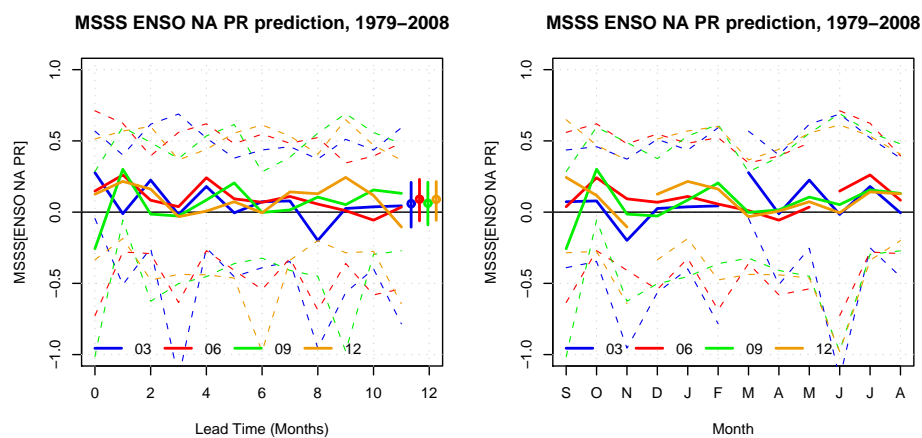 MSSS ENSO NA PR prediction, 1979−2008
MSSS[ENSO NA PR]
1.0
0.5
0.0
−0.5
−1.0
03 06 09 12
0 2 4 6 8 10 12
Lead Time (Months)
MSSS ENSO NA PR prediction, 1979−2008
MSSS[ENSO NA PR]
1.0
0.5
0.0
−0.5
−1.0
03 06 09 12
S O N D J F M A M J J A
Month